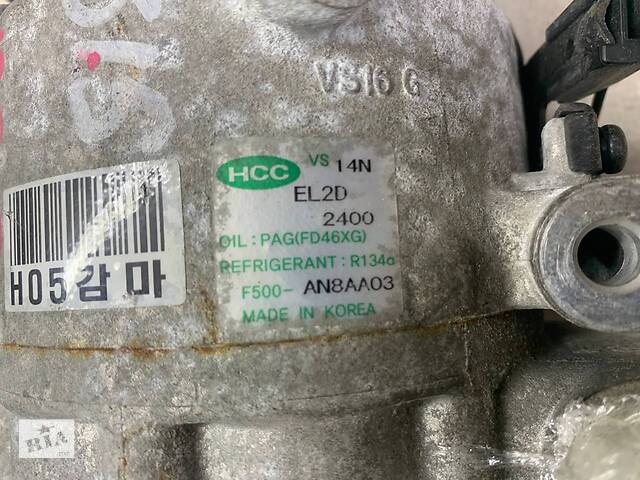 VS16 G
HCC VS 14N
EL2D
2400
OIL : PAG(FD46XG)
REFRIGERANT : R134a
F500- AN8AA03
MADE IN KOREA
H05감마
RIA